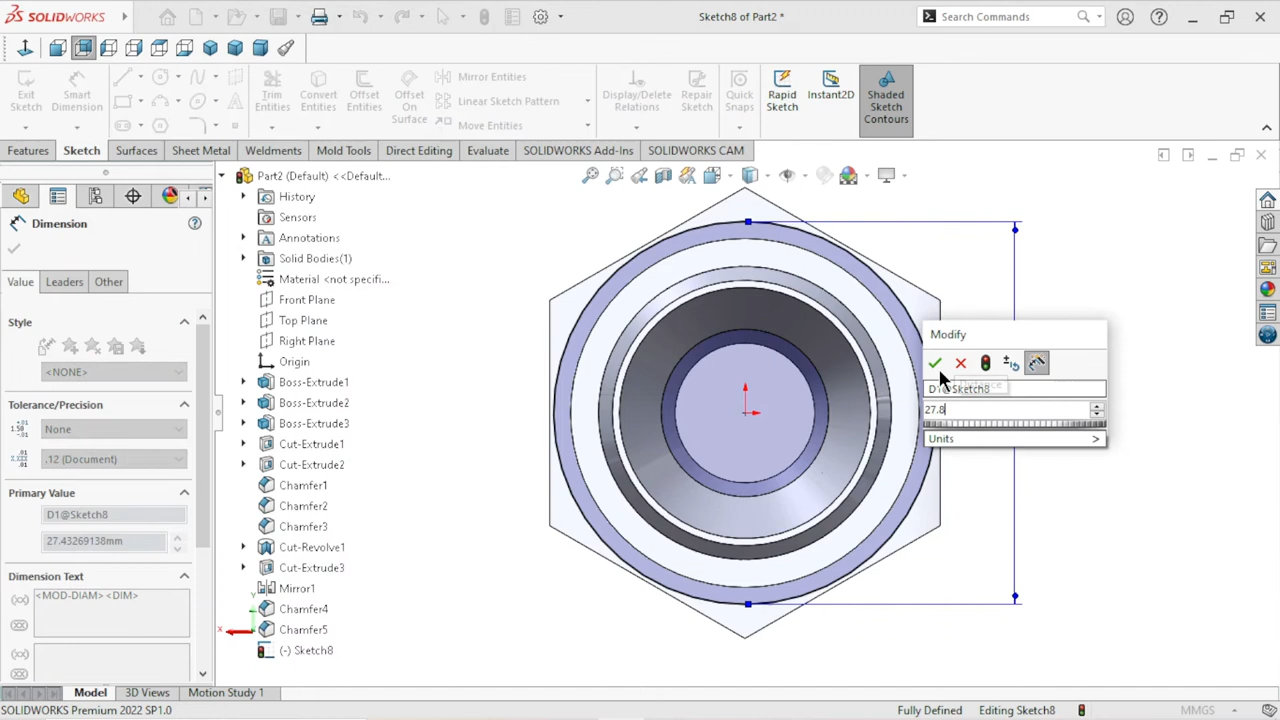 SOLIDWORKS
Sketch8 of Part2 *
Search Commands
Exit Sketch
Smart Dimension
Trim Entities
Convert Entities
Offset Entities
Offset On Surface
Mirror Entities
Linear Sketch Pattern
Move Entities
Display/Delete Relations
Repair Sketch
Quick Snaps
Rapid Sketch
Instant2D
Shaded Sketch Contours
Features Sketch Surfaces Sheet Metal Weldments Mold Tools Direct Editing Evaluate SOLIDWORKS Add-Ins SOLIDWORKS CAM
Dimension
Value Leaders Other
Style
<NONE>
Tolerance/Precision
None
.12 (Document)
Primary Value
D1@Sketch8
27.43269138mm
Dimension Text
<MOD-DIAM><DIM>
Part2 (Default) <<Default...
History
Sensors
Annotations
Solid Bodies(1)
Material <not specifi...
Front Plane
Top Plane
Right Plane
Origin
Boss-Extrude1
Boss-Extrude2
Boss-Extrude3
Cut-Extrude1
Cut-Extrude2
Chamfer1
Chamfer2
Chamfer3
Cut-Revolve1
Cut-Extrude3
Mirror1
Chamfer4
Chamfer5
(-) Sketch8
Modify
D1@Sketch8
27.8
Units
Model 3D Views Motion Study 1
SOLIDWORKS Premium 2022 SP1.0
Fully Defined Editing Sketch8 MMGS